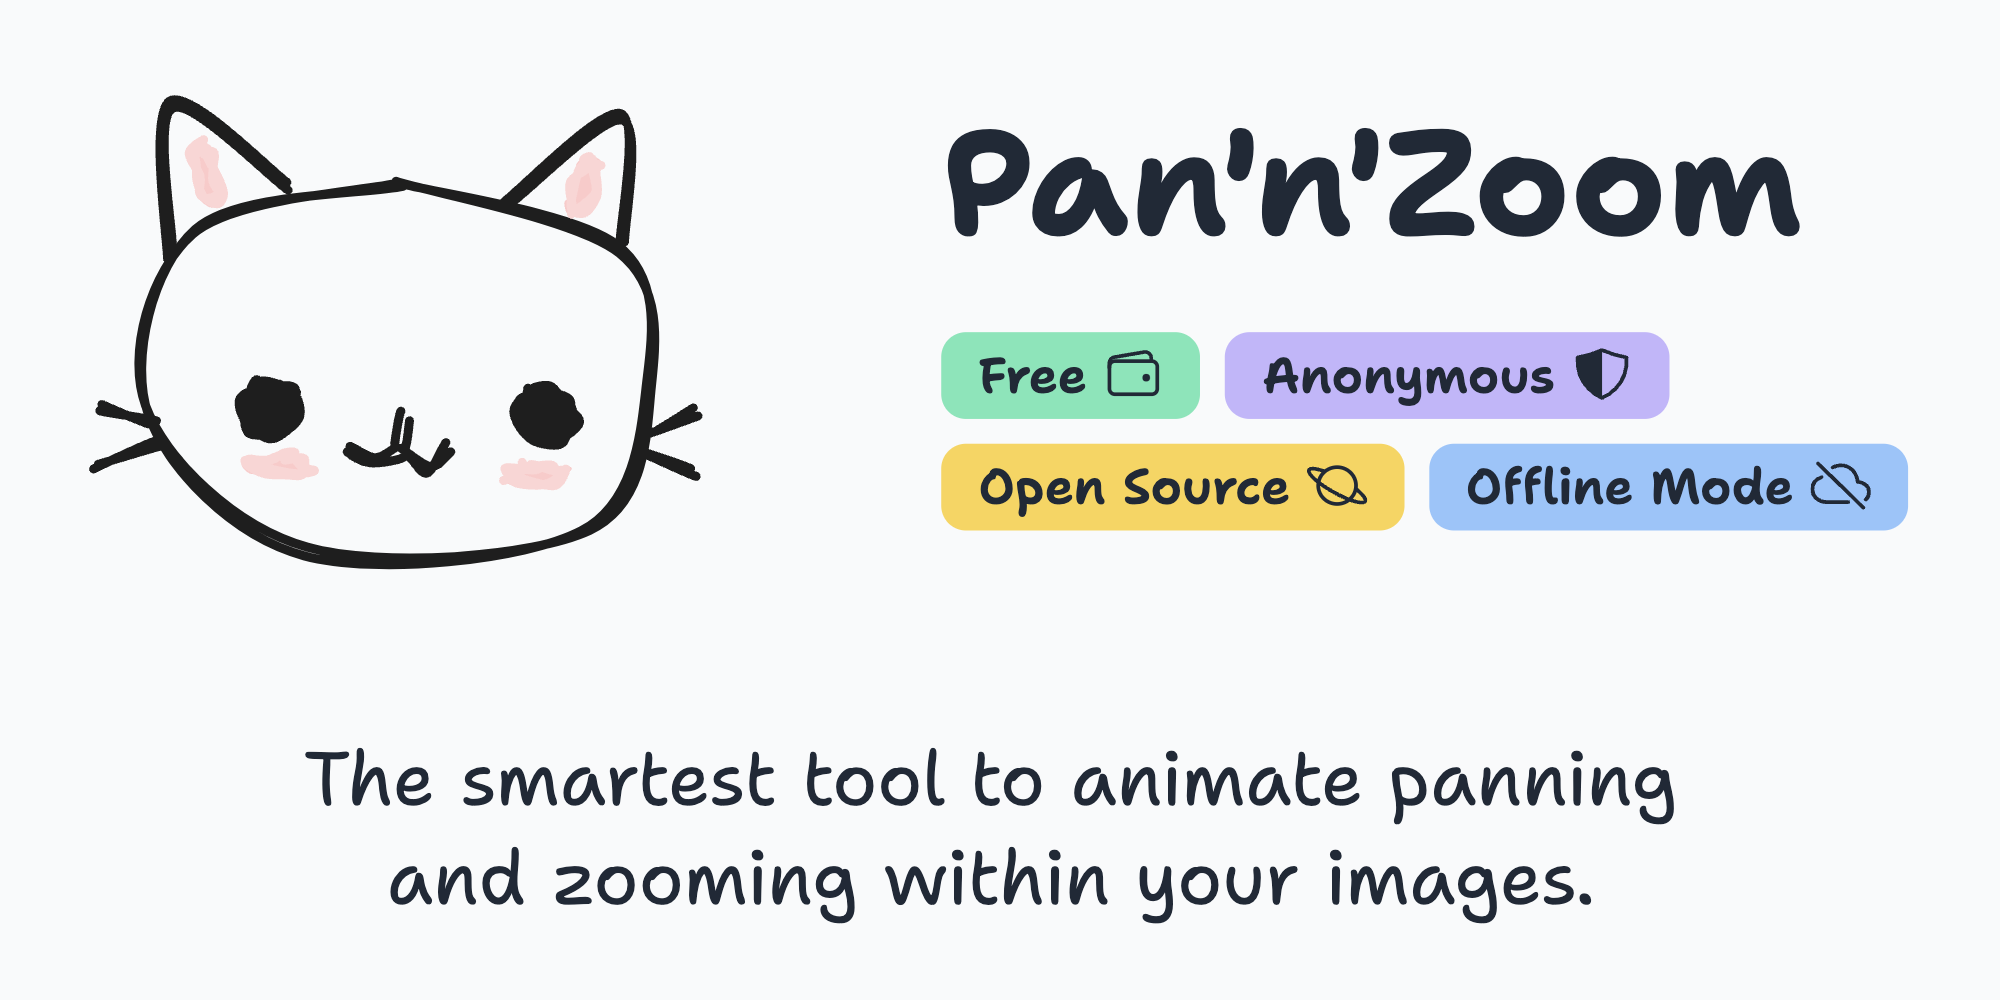 Pan'n'Zoom
Free
Anonymous
Open Source
Offline Mode
The smartest tool to animate panning
and zooming within your images.